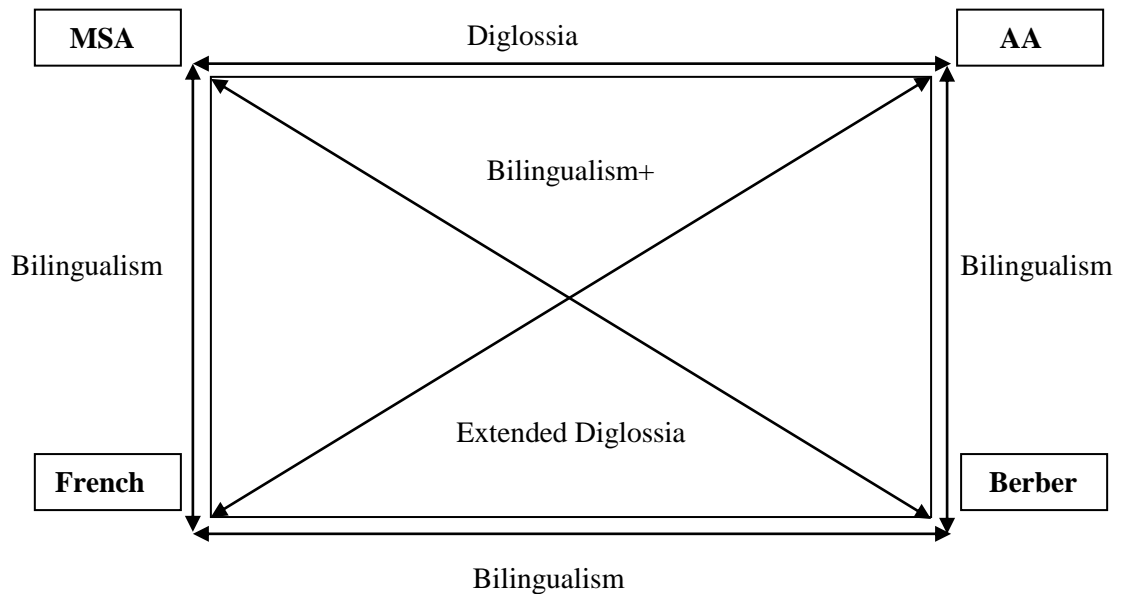 MSA
Diglossia
AA
Bilingualism+
Bilingualism
Bilingualism
Extended Diglossia
French
Berber
Bilingualism